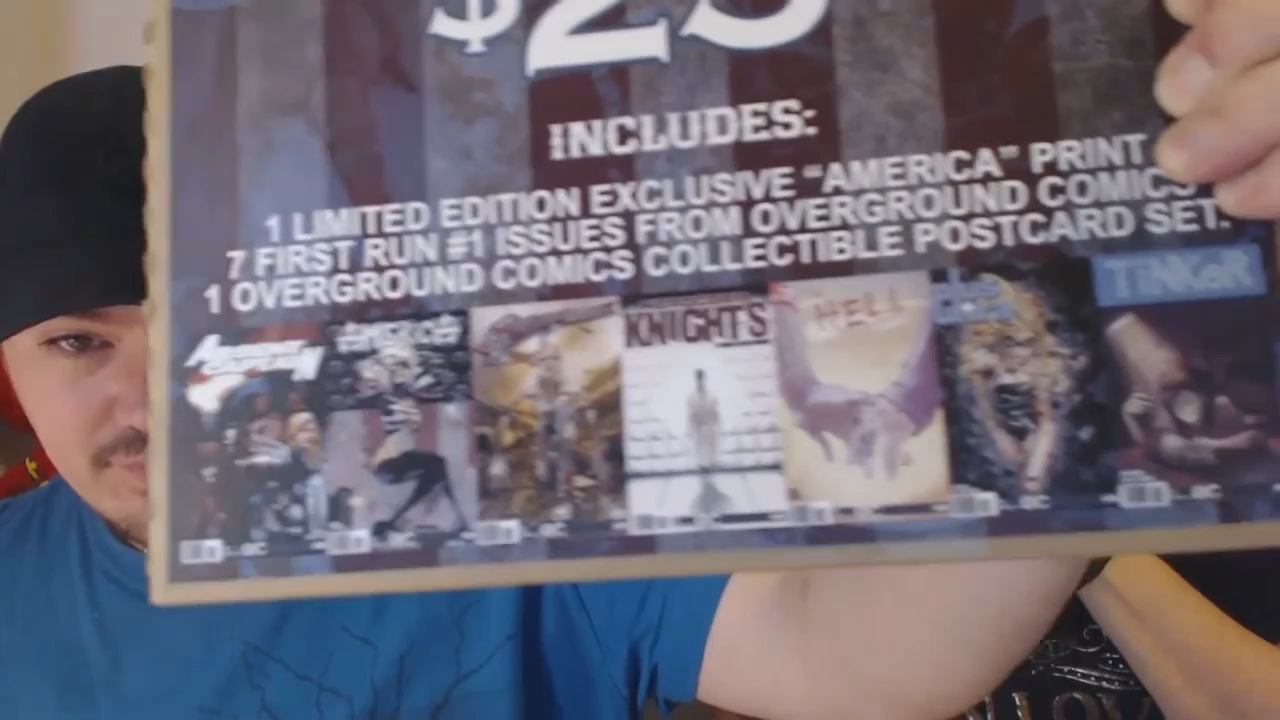 $25
INCLUDES:
1 LIMITED EDITION EXCLUSIVE “AMERICA” PRINT
7 FIRST RUN #1 ISSUES FROM OVERGROUND COMICS
1 OVERGROUND COMICS COLLECTIBLE POSTCARD SET.
KNIGHTS
HELL
TiNKeR